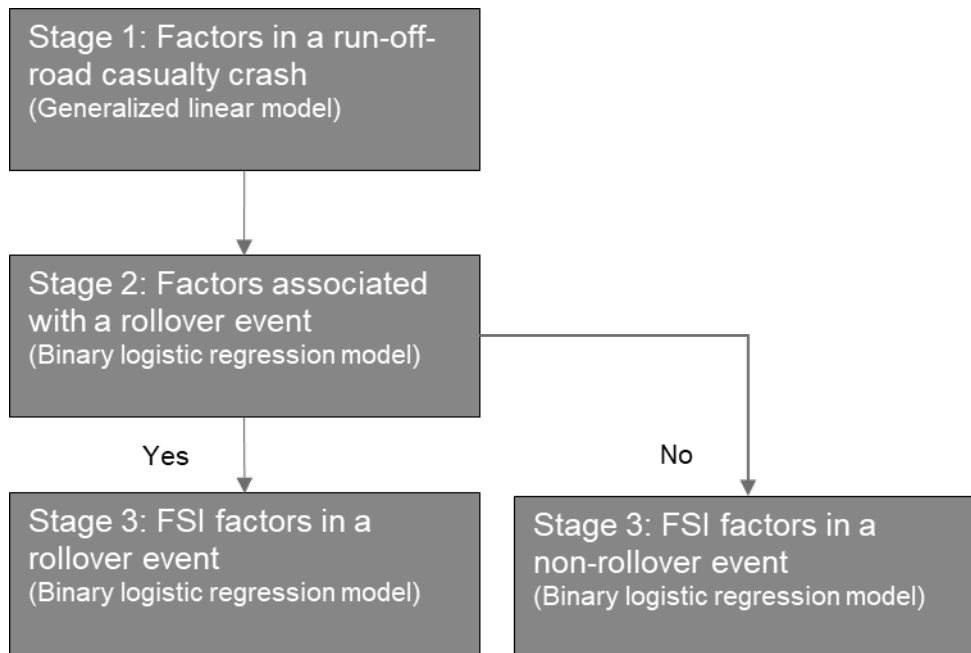 Stage 1: Factors in a run-off-
road casualty crash
(Generalized linear model)
Stage 2: Factors associated
with a rollover event
(Binary logistic regression model)
Yes
No
Stage 3: FSI factors in a
rollover event
(Binary logistic regression model)
Stage 3: FSI factors in a
non-rollover event
(Binary logistic regression model)